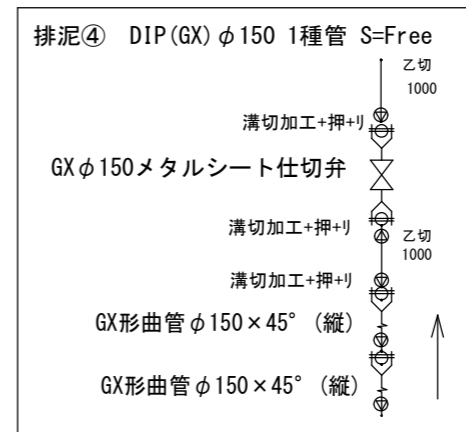 排泥④ DIP(GX)φ150 1種管 S=Free
乙切
1000
溝切加工+押+リ
GXφ150メタルシート仕切弁
溝切加工+押+リ
乙切
1000
溝切加工+押+リ
GX形曲管φ150×45°(縦)
GX形曲管φ150×45°(縦)